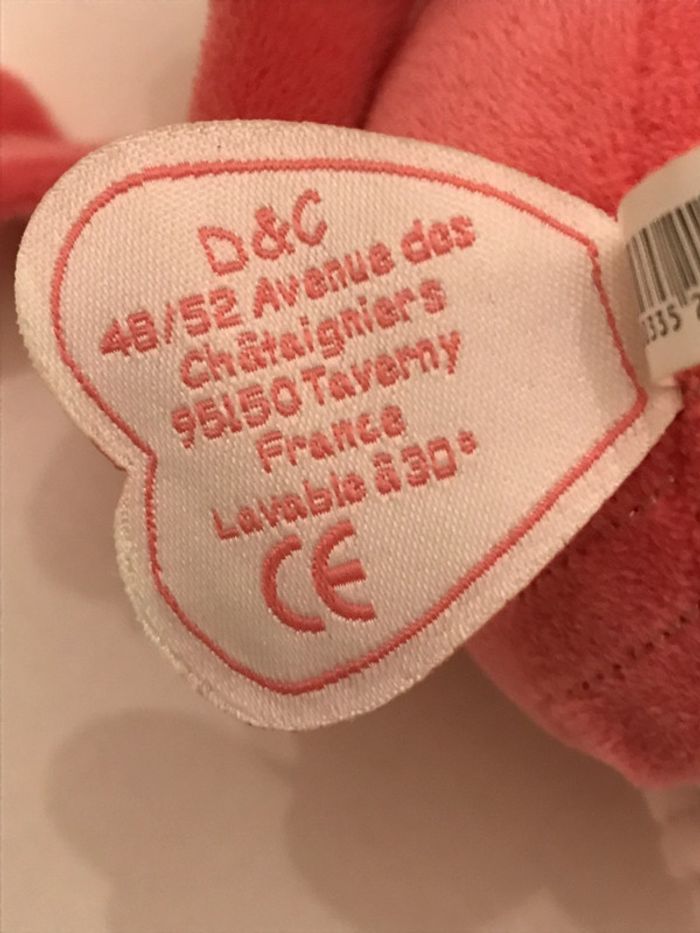 D&C
48/52 Avenue des
Châtaigniers
95150 Taverny
France
Lavable à 30°
CE